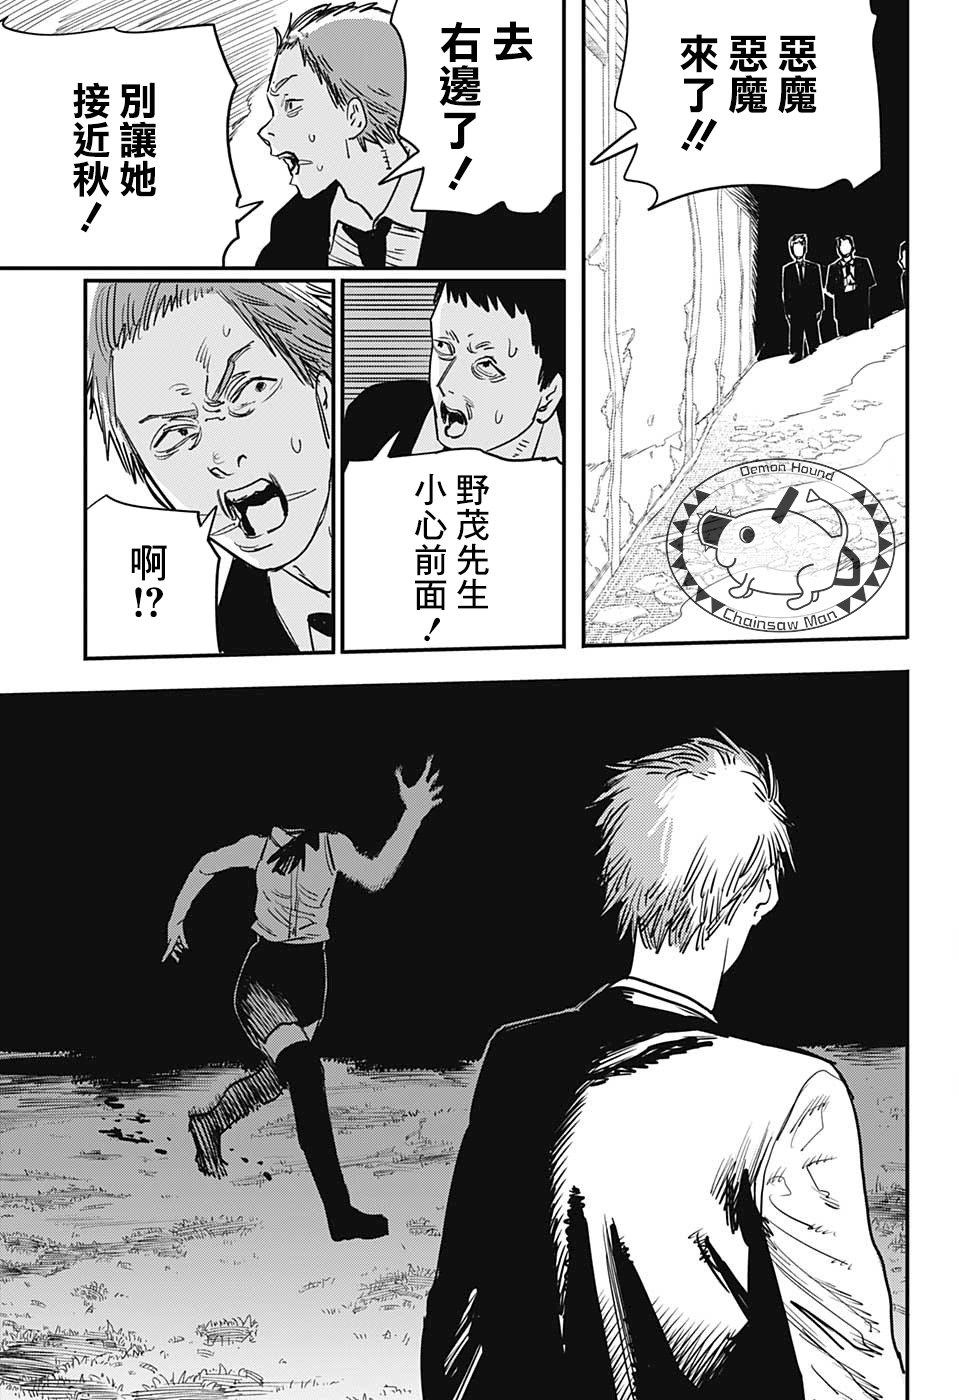 惡魔
惡魔
來了!!
去
右邊了!
別讓她
接近秋!
野茂先生
小心前面!
啊
!?
Demon Hound
Chainsaw Man